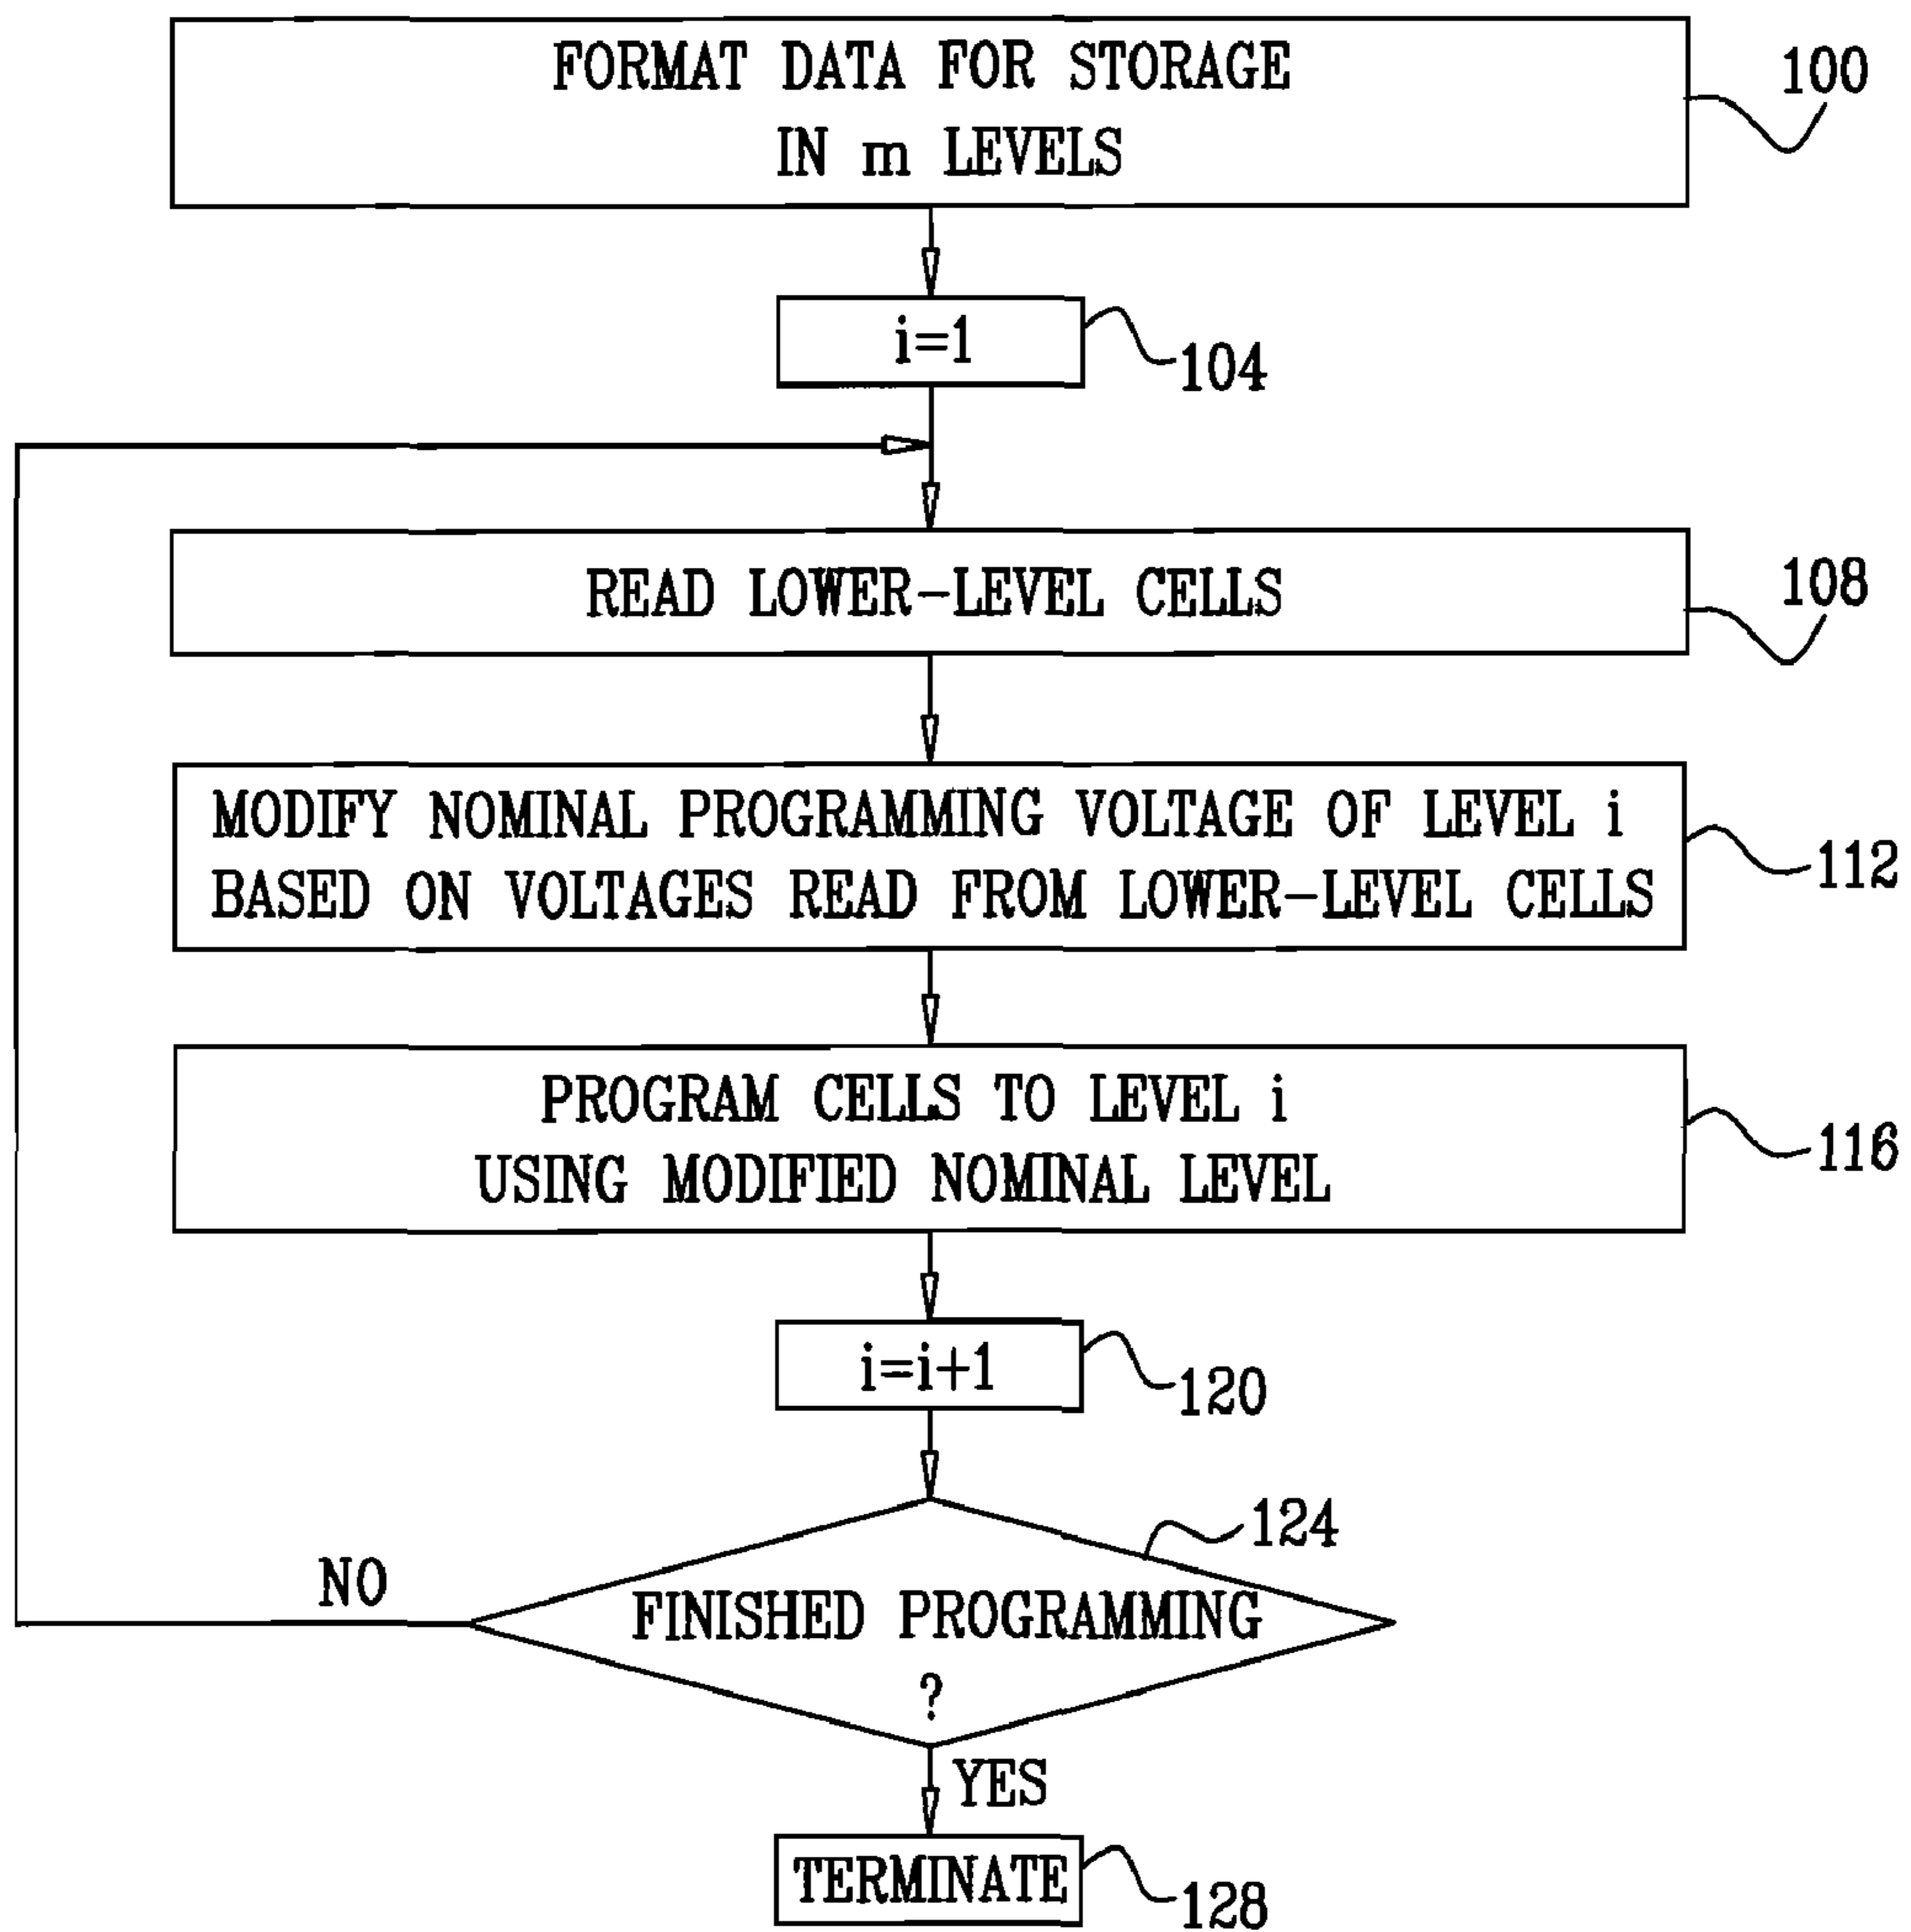 FORMAT DATA FOR STORAGE
IN m LEVELS
100
i=1
104
READ LOWER-LEVEL CELLS
108
MODIFY NOMINAL PROGRAMMING VOLTAGE OF LEVEL i
BASED ON VOLTAGES READ FROM LOWER-LEVEL CELLS
112
PROGRAM CELLS TO LEVEL i
USING MODIFIED NOMINAL LEVEL
116
i=i+1
120
124
FINISHED PROGRAMMING
?
NO
YES
TERMINATE
128